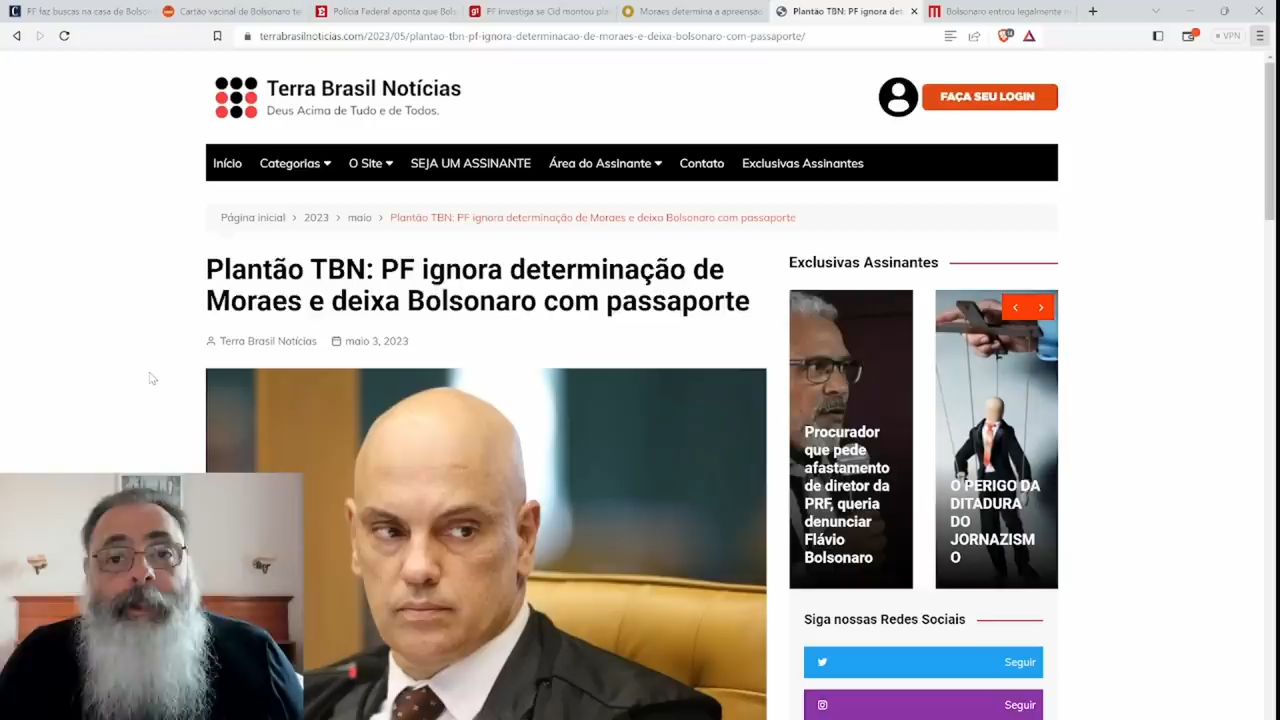 PF faz buscas na casa de Bolso
Cartão vacinal de Bolsonaro te
Polícia Federal aponta que Bols
PF investiga se Cid montou pla
Moraes determina a apreensão
Plantão TBN: PF ignora det
Bolsonaro entrou legalmente n
terrabrasilnoticias.com/2023/05/plantao-tbn-pf-ignora-determinacao-de-moraes-e-deixa-bolsonaro-com-passaporte/
VPN
Terra Brasil Notícias
Deus Acima de Tudo e de Todos.
FAÇA SEU LOGIN
Início
Categorias
O Site
SEJA UM ASSINANTE
Área do Assinante
Contato
Exclusivas Assinantes
Página inicial > 2023 > maio > Plantão TBN: PF ignora determinação de Moraes e deixa Bolsonaro com passaporte
Plantão TBN: PF ignora determinação de
Moraes e deixa Bolsonaro com passaporte
Terra Brasil Notícias
maio 3, 2023
Exclusivas Assinantes
Procurador
que pede
afastamento
de diretor da
PRF, queria
denunciar
Flávio
Bolsonaro
O PERIGO DA
DITADURA
DO
JORNAZISM
O
Siga nossas Redes Sociais
Seguir
Seguir